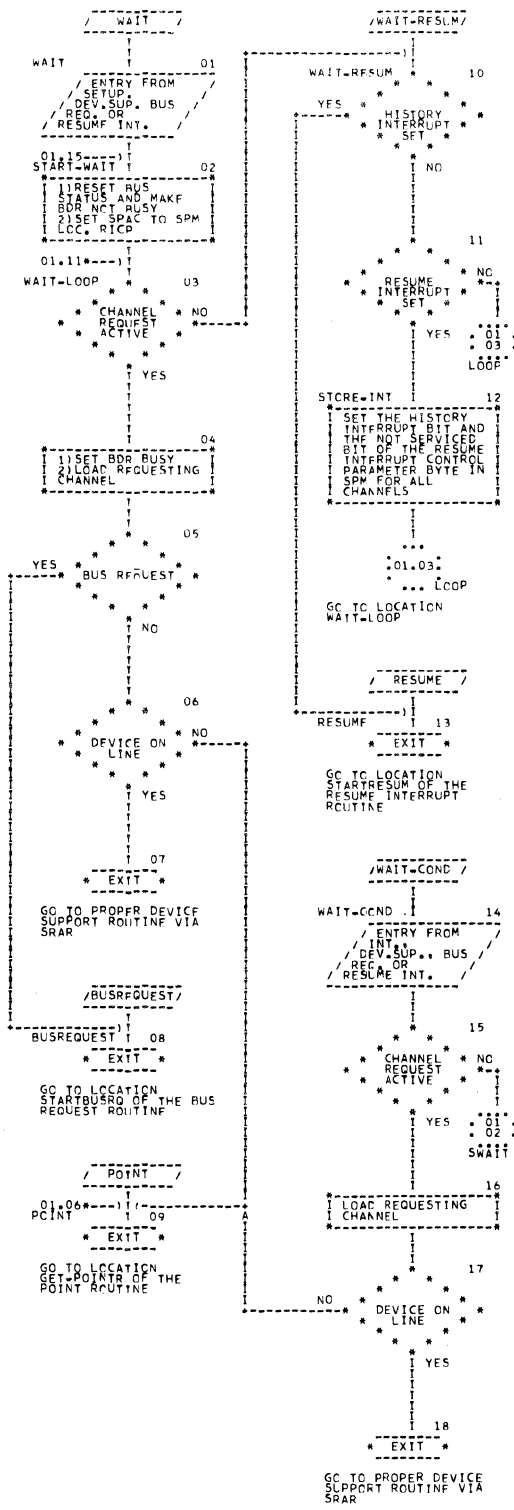 / WAIT /
WAIT 01
/ ENTRY FROM
SETUP.
DEV.SUP. BUS
REQ. OR
RESUME INT. /
01.15
START-WAIT 02
1)RESET BUS
STATUS AND MAKE
BDR NOT BUSY
2)SET SPAC TO SPM
LOC. RICP
01.11
WAIT-LOOP 03
CHANNEL
REQUEST
ACTIVE
NO
YES
04
1)SET BDR BUSY
2)LOAD REQUESTING
CHANNEL
05
YES
BUS REQUEST
NO
06
DEVICE ON
LINE
NO
YES
07
* EXIT *
GO TO PROPER DEVICE
SUPPORT ROUTINE VIA
SRAR
/BUSREQUEST/
BUSREQUEST 08
* EXIT *
GO TO LOCATION
STARTBUSRQ OF THE BUS
REQUEST ROUTINE
/ POINT /
01.06
POINT 09
* EXIT *
GO TO LOCATION
GET-POINTR OF THE
POINT ROUTINE
/WAIT-RESUM/
WAIT-RESUM 10
YES
HISTORY
INTERRUPT
SET
NO
11
RESUME
INTERRUPT
SET
NO
YES
01
03
LOOP
STORE-INT 12
SET THE HISTORY
INTERRUPT BIT AND
THE NOT SERVICED
BIT OF THE RESUME
INTERRUPT CONTROL
PARAMETER BYTE IN
SPM FOR ALL
CHANNELS
:01.03:
LOOP
GO TO LOCATION
WAIT-LOOP
/ RESUME /
RESUME 13
* EXIT *
GO TO LOCATION
STARTRESUM OF THE
RESUME INTERRUPT
ROUTINE
/WAIT-COND /
WAIT-COND 14
/ ENTRY FROM
INT.,
DEV.SUP., BUS
REQ. OR
RESUME INT. /
15
CHANNEL
REQUEST
ACTIVE
NO
YES
01
02
SWAIT
16
LOAD REQUESTING
CHANNEL
17
NO
DEVICE ON
LINE
YES
18
* EXIT *
GO TO PROPER DEVICE
SUPPORT ROUTINE VIA
SRAR